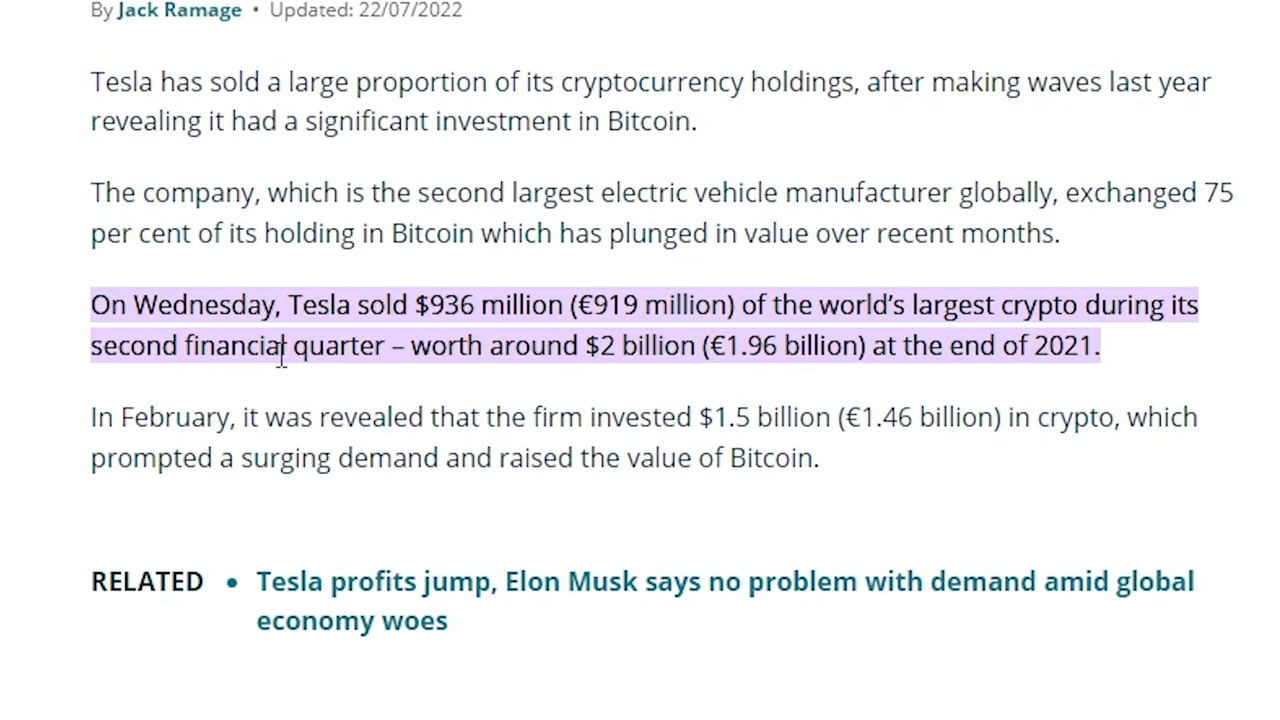 By Jack Ramage • Updated: 22/07/2022
Tesla has sold a large proportion of its cryptocurrency holdings, after making waves last year
revealing it had a significant investment in Bitcoin.
The company, which is the second largest electric vehicle manufacturer globally, exchanged 75
per cent of its holding in Bitcoin which has plunged in value over recent months.
On Wednesday, Tesla sold $936 million (€919 million) of the world’s largest crypto during its
second financial quarter – worth around $2 billion (€1.96 billion) at the end of 2021.
In February, it was revealed that the firm invested $1.5 billion (€1.46 billion) in crypto, which
prompted a surging demand and raised the value of Bitcoin.
RELATED • Tesla profits jump, Elon Musk says no problem with demand amid global
economy woes